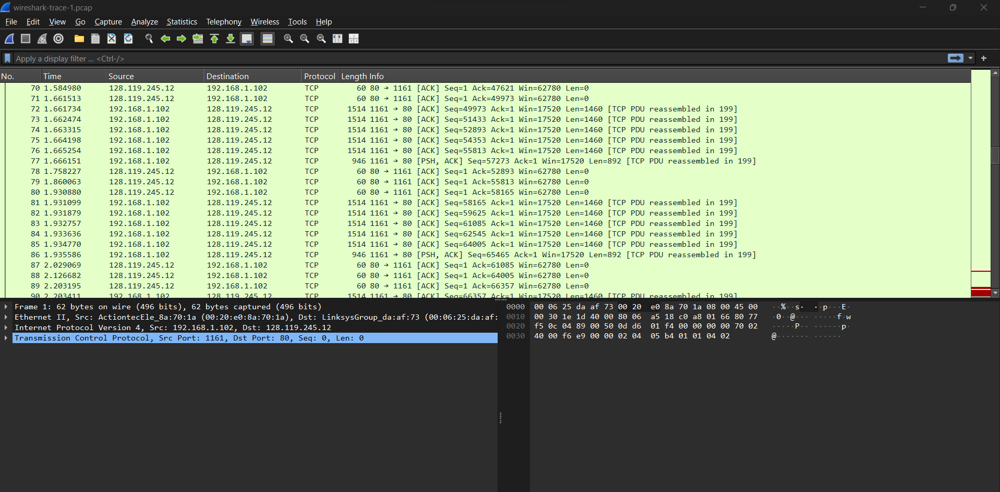 wireshark-trace-1.pcap
File Edit View Go Capture Analyze Statistics Telephony Wireless Tools Help
Apply a display filter ... <Ctrl-/>
No. Time Source Destination Protocol Length Info
70 1.584980 128.119.245.12 192.168.1.102 TCP 60 80 → 1161 [ACK] Seq=1 Ack=47621 Win=62780 Len=0
71 1.661513 128.119.245.12 192.168.1.102 TCP 60 80 → 1161 [ACK] Seq=1 Ack=49973 Win=62780 Len=0
72 1.661734 192.168.1.102 128.119.245.12 TCP 1514 1161 → 80 [ACK] Seq=49973 Ack=1 Win=17520 Len=1460 [TCP PDU reassembled in 199]
73 1.662474 192.168.1.102 128.119.245.12 TCP 1514 1161 → 80 [ACK] Seq=51433 Ack=1 Win=17520 Len=1460 [TCP PDU reassembled in 199]
74 1.663315 192.168.1.102 128.119.245.12 TCP 1514 1161 → 80 [ACK] Seq=52893 Ack=1 Win=17520 Len=1460 [TCP PDU reassembled in 199]
75 1.664198 192.168.1.102 128.119.245.12 TCP 1514 1161 → 80 [ACK] Seq=54353 Ack=1 Win=17520 Len=1460 [TCP PDU reassembled in 199]
76 1.665254 192.168.1.102 128.119.245.12 TCP 1514 1161 → 80 [ACK] Seq=55813 Ack=1 Win=17520 Len=1460 [TCP PDU reassembled in 199]
77 1.666151 192.168.1.102 128.119.245.12 TCP 946 1161 → 80 [PSH, ACK] Seq=57273 Ack=1 Win=17520 Len=892 [TCP PDU reassembled in 199]
78 1.758227 128.119.245.12 192.168.1.102 TCP 60 80 → 1161 [ACK] Seq=1 Ack=52893 Win=62780 Len=0
79 1.860063 128.119.245.12 192.168.1.102 TCP 60 80 → 1161 [ACK] Seq=1 Ack=55813 Win=62780 Len=0
80 1.930880 128.119.245.12 192.168.1.102 TCP 60 80 → 1161 [ACK] Seq=1 Ack=58165 Win=62780 Len=0
81 1.931099 192.168.1.102 128.119.245.12 TCP 1514 1161 → 80 [ACK] Seq=58165 Ack=1 Win=17520 Len=1460 [TCP PDU reassembled in 199]
82 1.931879 192.168.1.102 128.119.245.12 TCP 1514 1161 → 80 [ACK] Seq=59625 Ack=1 Win=17520 Len=1460 [TCP PDU reassembled in 199]
83 1.932757 192.168.1.102 128.119.245.12 TCP 1514 1161 → 80 [ACK] Seq=61085 Ack=1 Win=17520 Len=1460 [TCP PDU reassembled in 199]
84 1.933636 192.168.1.102 128.119.245.12 TCP 1514 1161 → 80 [ACK] Seq=62545 Ack=1 Win=17520 Len=1460 [TCP PDU reassembled in 199]
85 1.934770 192.168.1.102 128.119.245.12 TCP 1514 1161 → 80 [ACK] Seq=64005 Ack=1 Win=17520 Len=1460 [TCP PDU reassembled in 199]
86 1.935586 192.168.1.102 128.119.245.12 TCP 946 1161 → 80 [PSH, ACK] Seq=65465 Ack=1 Win=17520 Len=892 [TCP PDU reassembled in 199]
87 2.029069 128.119.245.12 192.168.1.102 TCP 60 80 → 1161 [ACK] Seq=1 Ack=61085 Win=62780 Len=0
88 2.126682 128.119.245.12 192.168.1.102 TCP 60 80 → 1161 [ACK] Seq=1 Ack=64005 Win=62780 Len=0
89 2.203195 128.119.245.12 192.168.1.102 TCP 60 80 → 1161 [ACK] Seq=1 Ack=66357 Win=62780 Len=0
90 2.203411 192.168.1.102 128.119.245.12 TCP 1514 1161 → 80 [ACK] Seq=66357 Ack=1 Win=17520 Len=1460 [TCP PDU reassembled in 199]
Frame 1: 62 bytes on wire (496 bits), 62 bytes captured (496 bits)
Ethernet II, Src: ActiontecEle_8a:70:1a (00:20:e0:8a:70:1a), Dst: LinksysGroup_da:af:73 (00:06:25:da:af:
Internet Protocol Version 4, Src: 192.168.1.102, Dst: 128.119.245.12
Transmission Control Protocol, Src Port: 1161, Dst Port: 80, Seq: 0, Len: 0
0000 00 06 25 da af 73 00 20 e0 8a 70 1a 08 00 45 00 ··%··s· ··p···E·
0010 00 30 1e 1d 40 00 80 06 a5 18 c0 a8 01 66 80 77 ·0··@··· ·····f·w
0020 f5 0c 04 89 00 50 0d d6 01 f4 00 00 00 00 70 02 ·····P·· ······p·
0030 40 00 f6 e9 00 00 02 04 05 b4 01 01 04 02 @······· ······